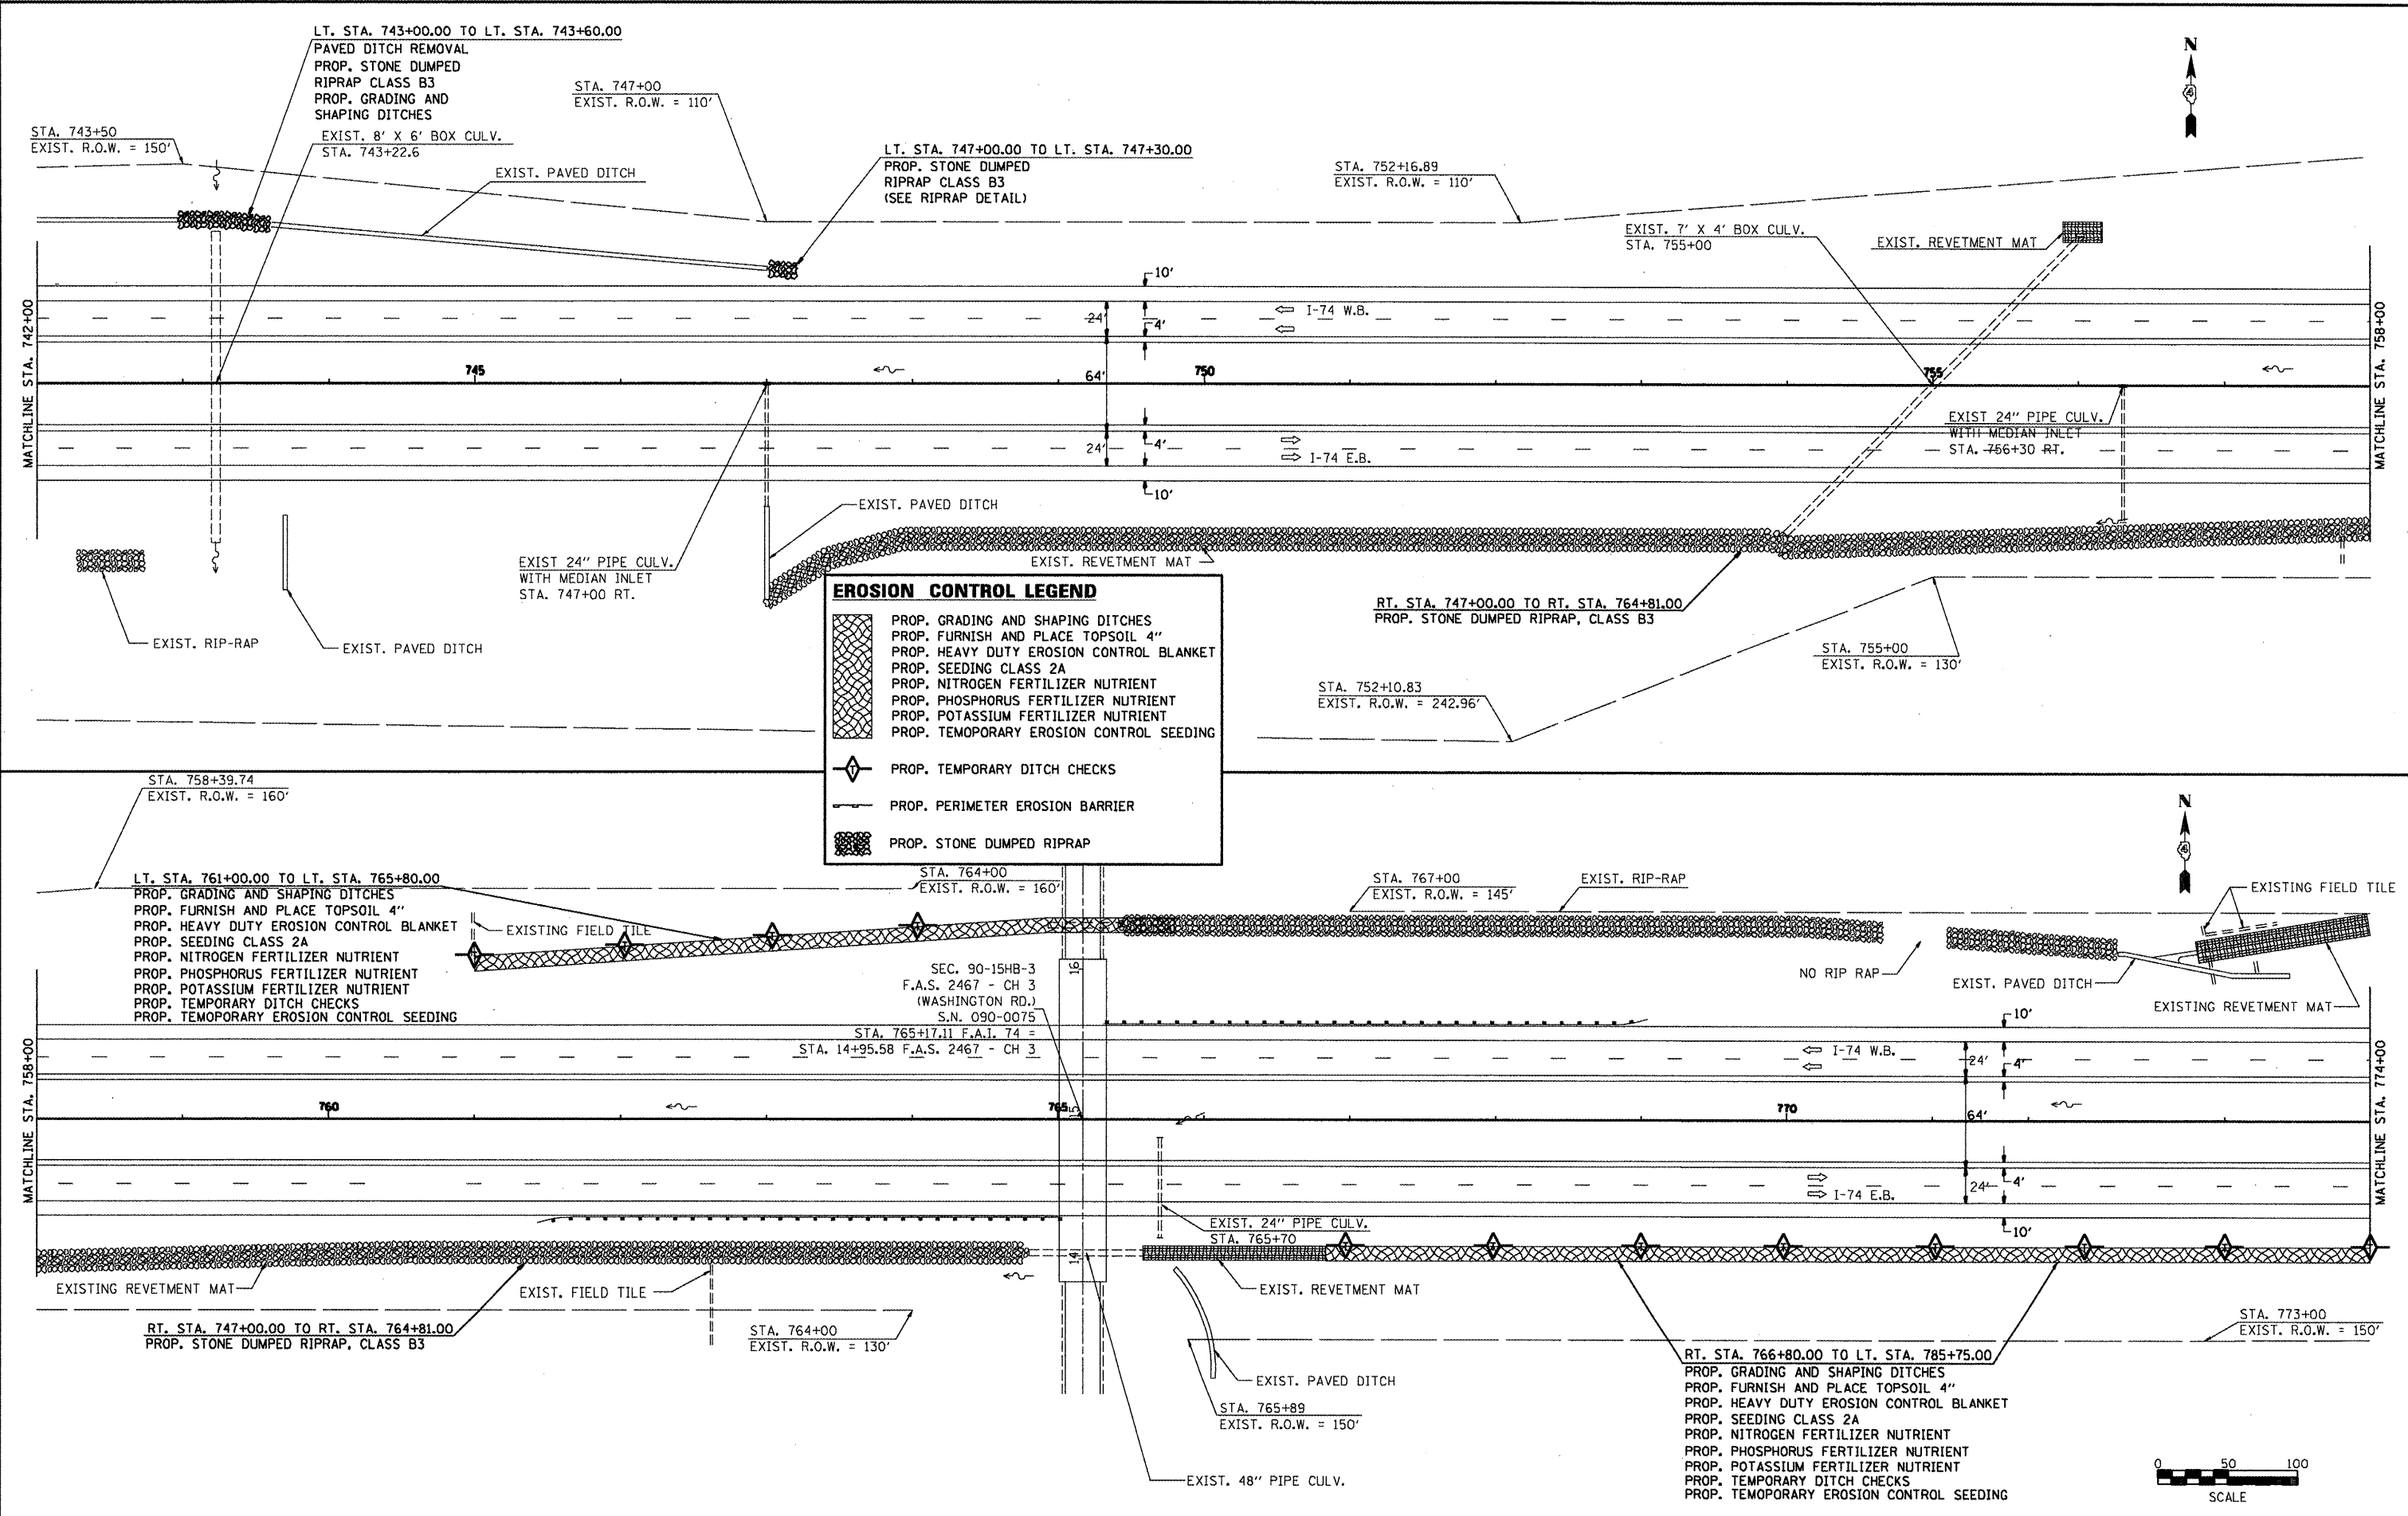 LT. STA. 743+00.00 TO LT. STA. 743+60.00
PAVED DITCH REMOVAL
PROP. STONE DUMPED
RIPRAP CLASS B3
PROP. GRADING AND
SHAPING DITCHES
EXIST. 8' X 6' BOX CULV.
STA. 743+22.6
STA. 743+50
EXIST. R.O.W. = 150'
EXIST. PAVED DITCH
STA. 747+00
EXIST. R.O.W. = 110'
LT. STA. 747+00.00 TO LT. STA. 747+30.00
PROP. STONE DUMPED
RIPRAP CLASS B3
(SEE RIPRAP DETAIL)
STA. 752+16.89
EXIST. R.O.W. = 110'
EXIST. 7' X 4' BOX CULV.
STA. 755+00
EXIST. REVETMENT MAT
N
MATCHLINE STA. 742+00
MATCHLINE STA. 758+00
10'
24'
4'
I-74 W.B.
745
64'
750
755
24'
4'
I-74 E.B.
10'
EXIST 24" PIPE CULV.
WITH MEDIAN INLET
STA. 756+30 RT.
EXIST. PAVED DITCH
EXIST 24" PIPE CULV.
WITH MEDIAN INLET
STA. 747+00 RT.
EXIST. REVETMENT MAT
EXIST. RIP-RAP
EXIST. PAVED DITCH
RT. STA. 747+00.00 TO RT. STA. 764+81.00
PROP. STONE DUMPED RIPRAP, CLASS B3
STA. 755+00
EXIST. R.O.W. = 130'
STA. 752+10.83
EXIST. R.O.W. = 242.96'
EROSION CONTROL LEGEND
PROP. GRADING AND SHAPING DITCHES
PROP. FURNISH AND PLACE TOPSOIL 4"
PROP. HEAVY DUTY EROSION CONTROL BLANKET
PROP. SEEDING CLASS 2A
PROP. NITROGEN FERTILIZER NUTRIENT
PROP. PHOSPHORUS FERTILIZER NUTRIENT
PROP. POTASSIUM FERTILIZER NUTRIENT
PROP. TEMOPORARY EROSION CONTROL SEEDING
T
PROP. TEMPORARY DITCH CHECKS
PROP. PERIMETER EROSION BARRIER
PROP. STONE DUMPED RIPRAP
STA. 758+39.74
EXIST. R.O.W. = 160'
LT. STA. 761+00.00 TO LT. STA. 765+80.00
PROP. GRADING AND SHAPING DITCHES
PROP. FURNISH AND PLACE TOPSOIL 4"
PROP. HEAVY DUTY EROSION CONTROL BLANKET
PROP. SEEDING CLASS 2A
PROP. NITROGEN FERTILIZER NUTRIENT
PROP. PHOSPHORUS FERTILIZER NUTRIENT
PROP. POTASSIUM FERTILIZER NUTRIENT
PROP. TEMPORARY DITCH CHECKS
PROP. TEMOPORARY EROSION CONTROL SEEDING
EXISTING FIELD TILE
T
T
T
T
STA. 764+00
EXIST. R.O.W. = 160'
SEC. 90-15HB-3
F.A.S. 2467 - CH 3
(WASHINGTON RD.)
S.N. 090-0075
STA. 765+17.11 F.A.I. 74 =
STA. 14+95.58 F.A.S. 2467 - CH 3
16
15
14
STA. 767+00
EXIST. R.O.W. = 145'
EXIST. RIP-RAP
N
EXISTING FIELD TILE
NO RIP RAP
EXIST. PAVED DITCH
EXISTING REVETMENT MAT
MATCHLINE STA. 758+00
MATCHLINE STA. 774+00
10'
I-74 W.B.
24'
4'
760
765
770
64'
I-74 E.B.
24'
4'
10'
EXIST. 24" PIPE CULV.
STA. 765+70
T
T
T
T
T
T
T
T
EXISTING REVETMENT MAT
EXIST. FIELD TILE
EXIST. REVETMENT MAT
RT. STA. 747+00.00 TO RT. STA. 764+81.00
PROP. STONE DUMPED RIPRAP, CLASS B3
STA. 764+00
EXIST. R.O.W. = 130'
STA. 773+00
EXIST. R.O.W. = 150'
EXIST. PAVED DITCH
STA. 765+89
EXIST. R.O.W. = 150'
EXIST. 48" PIPE CULV.
RT. STA. 766+80.00 TO LT. STA. 785+75.00
PROP. GRADING AND SHAPING DITCHES
PROP. FURNISH AND PLACE TOPSOIL 4"
PROP. HEAVY DUTY EROSION CONTROL BLANKET
PROP. SEEDING CLASS 2A
PROP. NITROGEN FERTILIZER NUTRIENT
PROP. PHOSPHORUS FERTILIZER NUTRIENT
PROP. POTASSIUM FERTILIZER NUTRIENT
PROP. TEMPORARY DITCH CHECKS
PROP. TEMOPORARY EROSION CONTROL SEEDING
0 50 100
SCALE